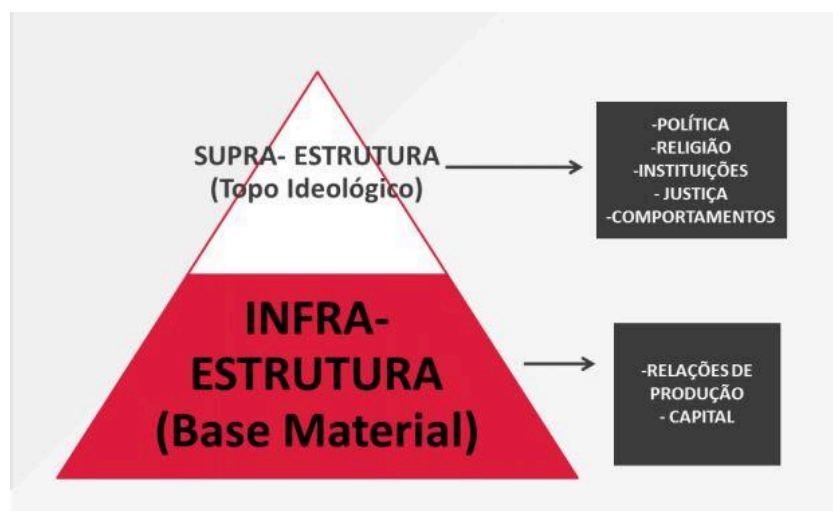 SUPRA- ESTRUTURA
(Topo Ideológico)
-POLÍTICA
-RELIGIÃO
-INSTITUIÇÕES
- JUSTIÇA
-COMPORTAMENTOS
INFRA-
ESTRUTURA
(Base Material)
-RELAÇÕES DE
PRODUÇÃO
- CAPITAL